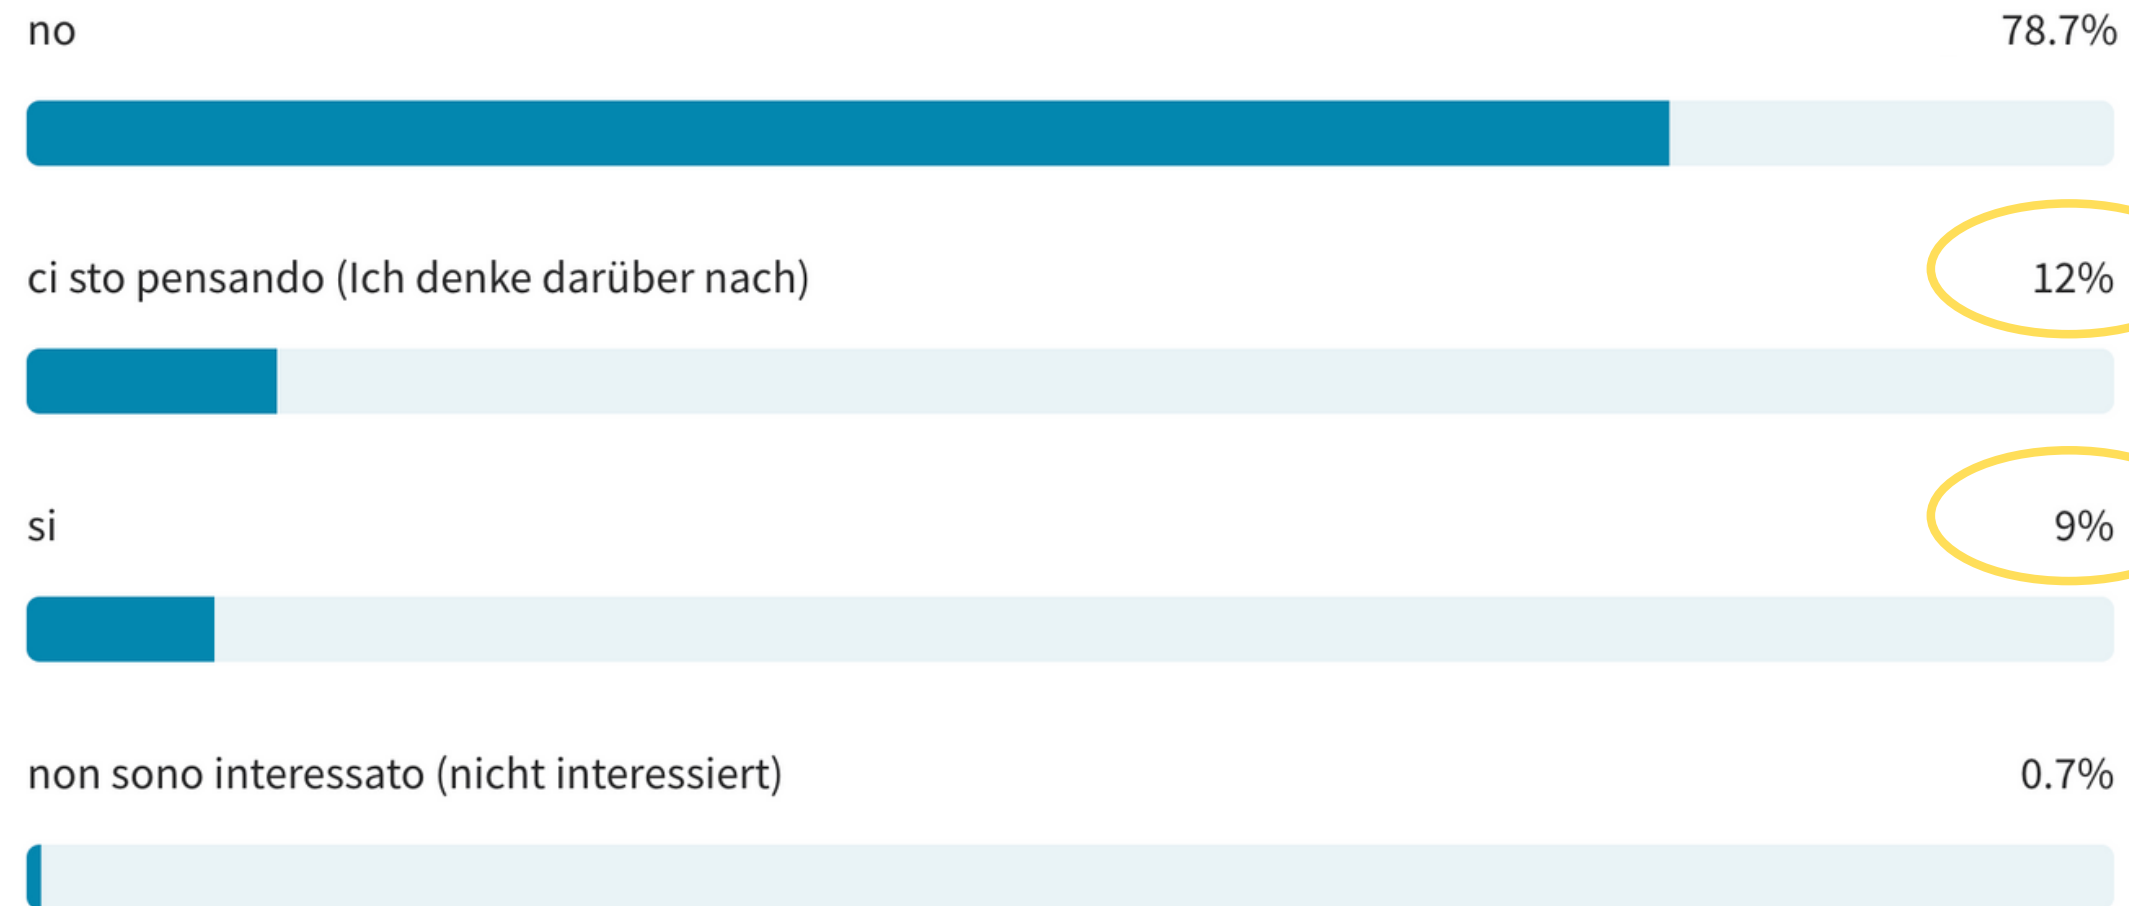 no 78.7%
ci sto pensando (Ich denke darüber nach) 12%
si 9%
non sono interessato (nicht interessiert) 0.7%